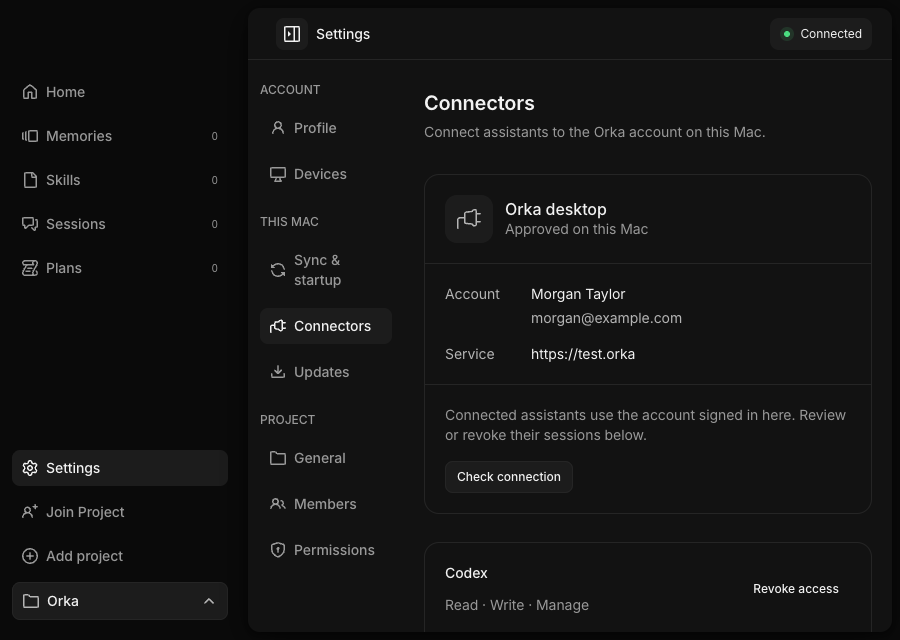 Home
Memories 0
Skills 0
Sessions 0
Plans 0
Settings
Join Project
Add project
Orka
Settings
Connected
ACCOUNT
Profile
Devices
THIS MAC
Sync &
startup
Connectors
Updates
PROJECT
General
Members
Permissions
Connectors
Connect assistants to the Orka account on this Mac.
Orka desktop
Approved on this Mac
Account Morgan Taylor
morgan@example.com
Service https://test.orka
Connected assistants use the account signed in here. Review
or revoke their sessions below.
Check connection
Codex
Read · Write · Manage
Revoke access